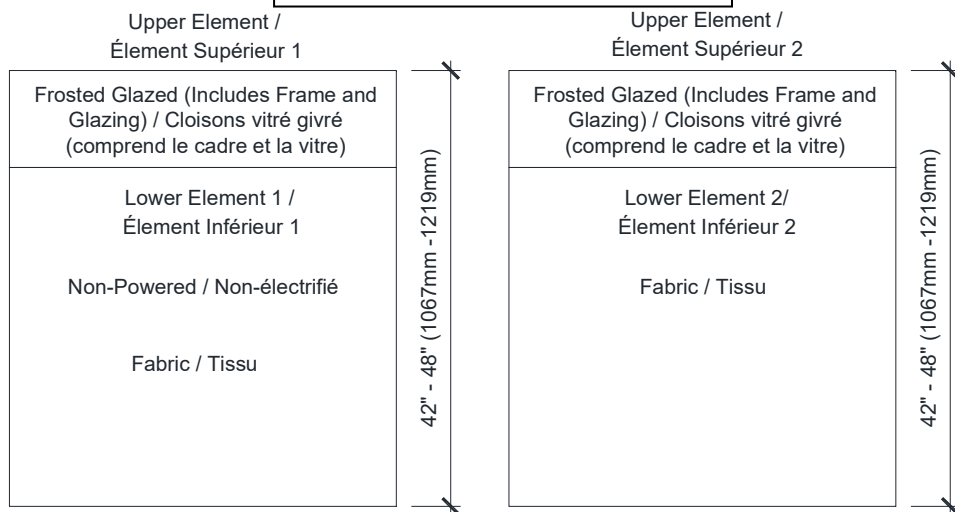 Upper Element /
Élement Supérieur 1
Frosted Glazed (Includes Frame and
Glazing) / Cloisons vitré givré
(comprend le cadre et la vitre)
Lower Element 1 /
Élement Inférieur 1
Non-Powered / Non-électrifié
Fabric / Tissu
42" - 48" (1067mm -1219mm)
Upper Element /
Élement Supérieur 2
Frosted Glazed (Includes Frame and
Glazing) / Cloisons vitré givré
(comprend le cadre et la vitre)
Lower Element 2/
Élement Inférieur 2
Fabric / Tissu
42" - 48" (1067mm -1219mm)